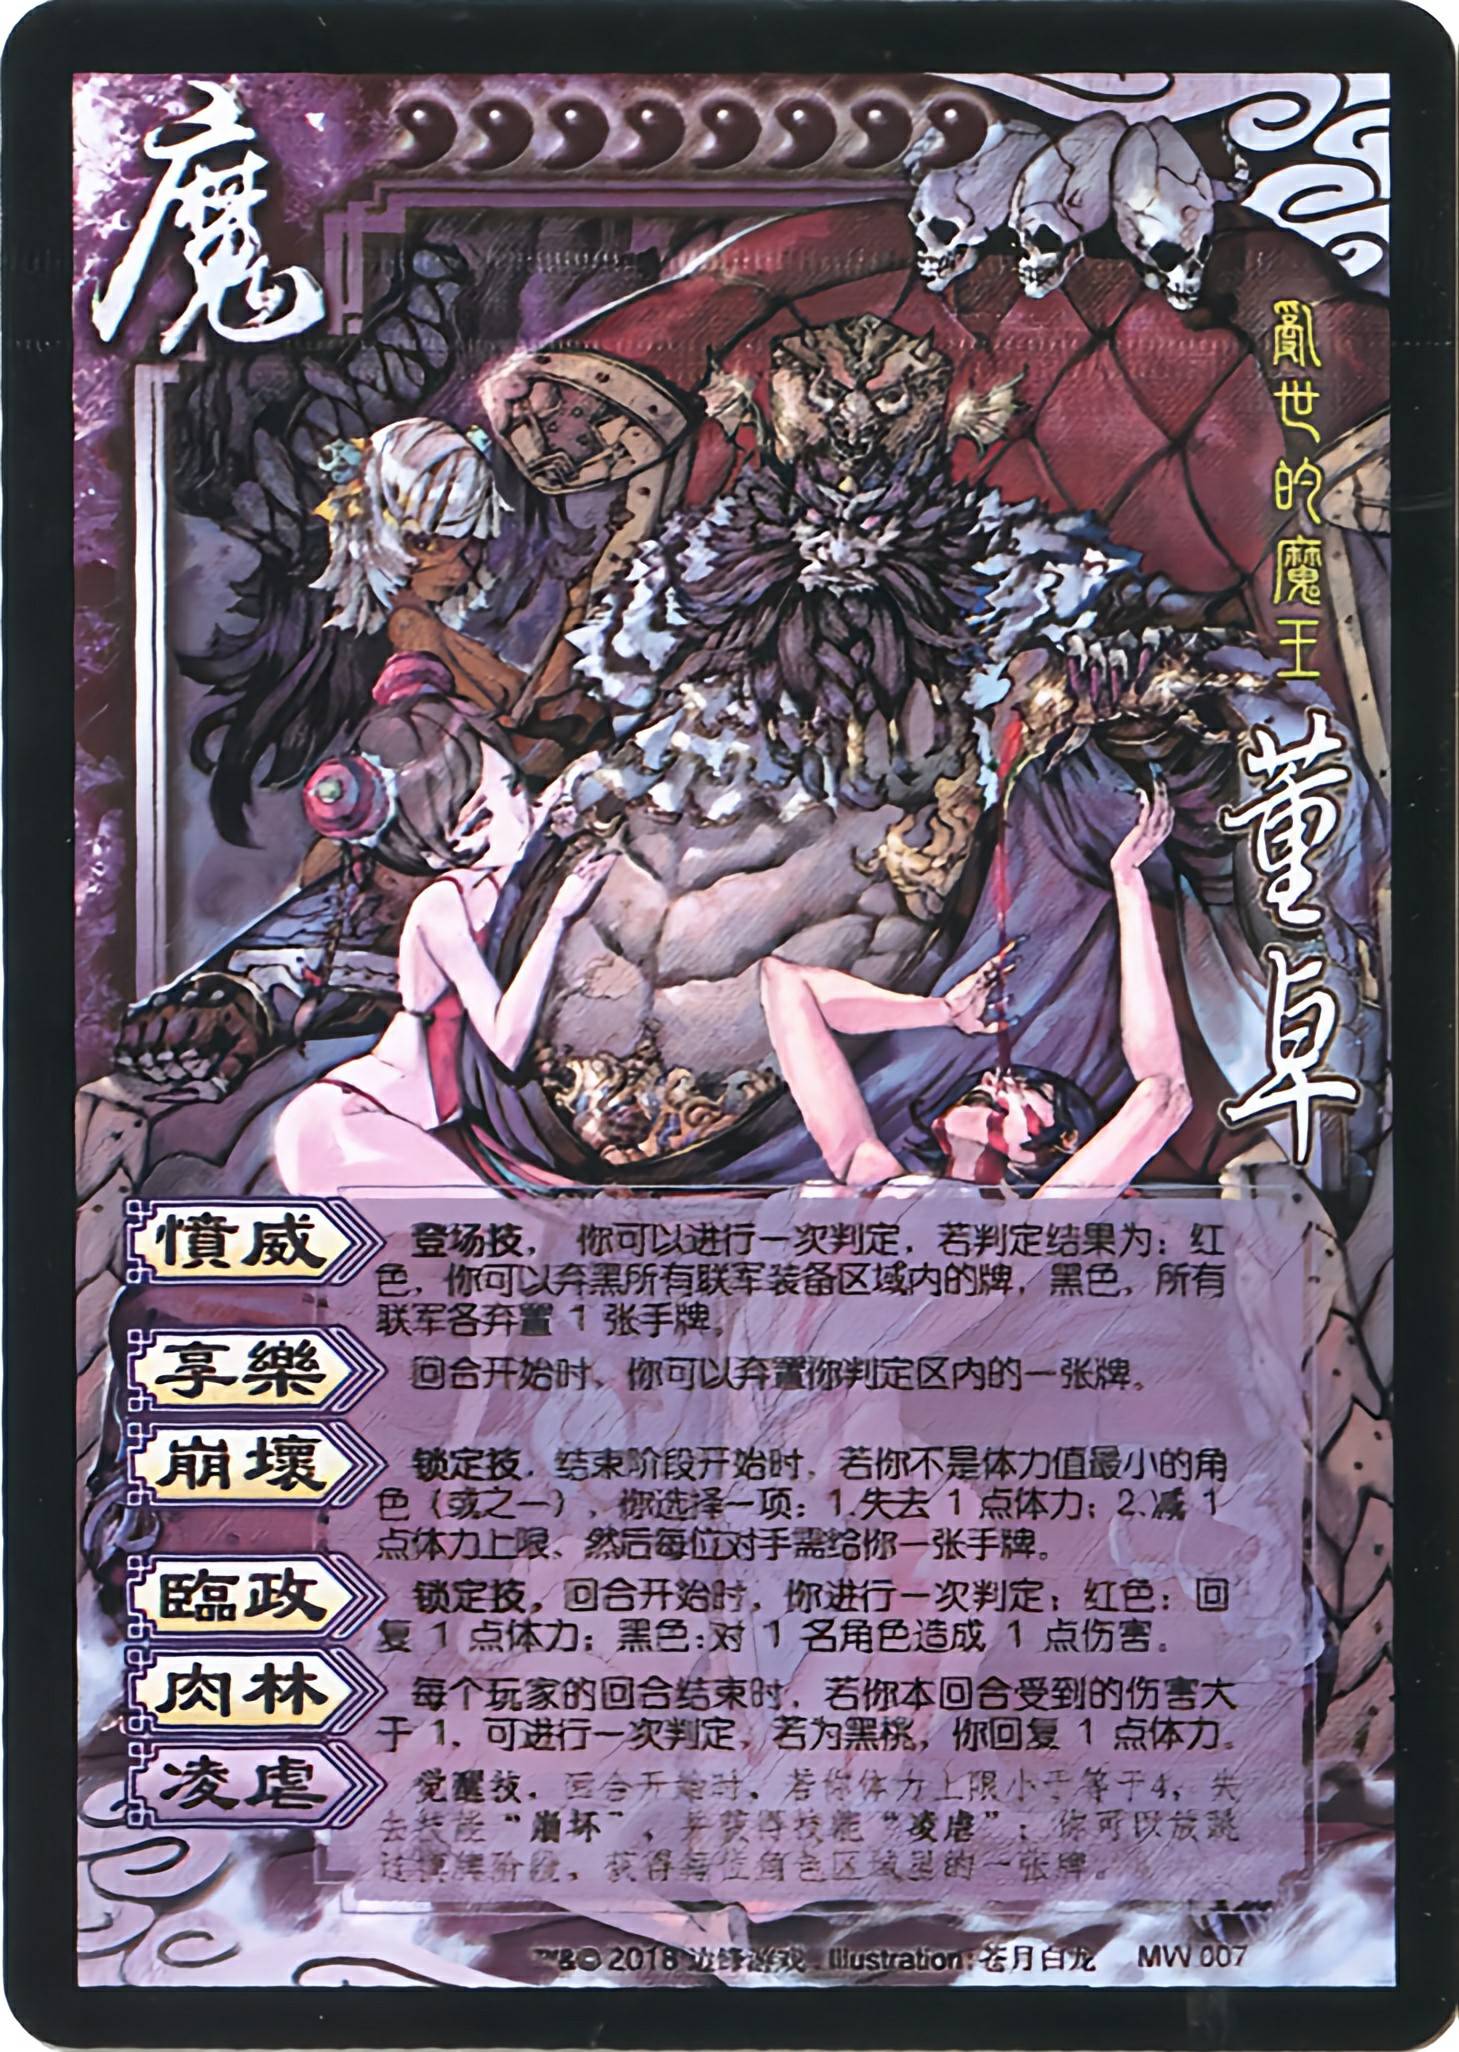 魔
亂世的魔王
董卓
憤威
登场技， 你可以进行一次判定，若判定结果为：红
色，你可以弃黑所有联军装备区域内的牌，黑色，所有
联军各弃置 1 张手牌。
享樂
回合开始时，你可以弃置你判定区内的一张牌。
崩壞
锁定技．结束阶段开始时，若你不是体力值最小的角
色（或之一），你选择一项：1.失去 1 点体力；2.减 1
点体力上限、然后每位对手需给你一张手牌。
臨政
锁定技，回合开始时，你进行一次判定；红色：回
复 1 点体力；黑色：对 1 名角色造成 1 点伤害。
肉林
每个玩家的回合结束时，若你本回合受到的伤害大
于 1，可进行一次判定，若为黑桃，你回复 1 点体力。
凌虐
觉醒技．回合开始时，若你体力上限小于等于4，失
去技能“崩坏”，并获得技能“凌虐”；你可以放跳
过摸牌阶段，获得每位角色区域里的一张牌。
™&© 2018 边锋游戏 . Illustration: 苍月白龙 MW 007